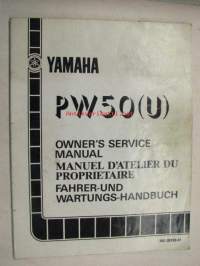 YAMAHA
PW50(U)
OWNER'S SERVICE
MANUAL
MANUEL D'ATELIER DU
PROPRIETAIRE
FAHRER-UND
WARTUNGS-HANDBUCH